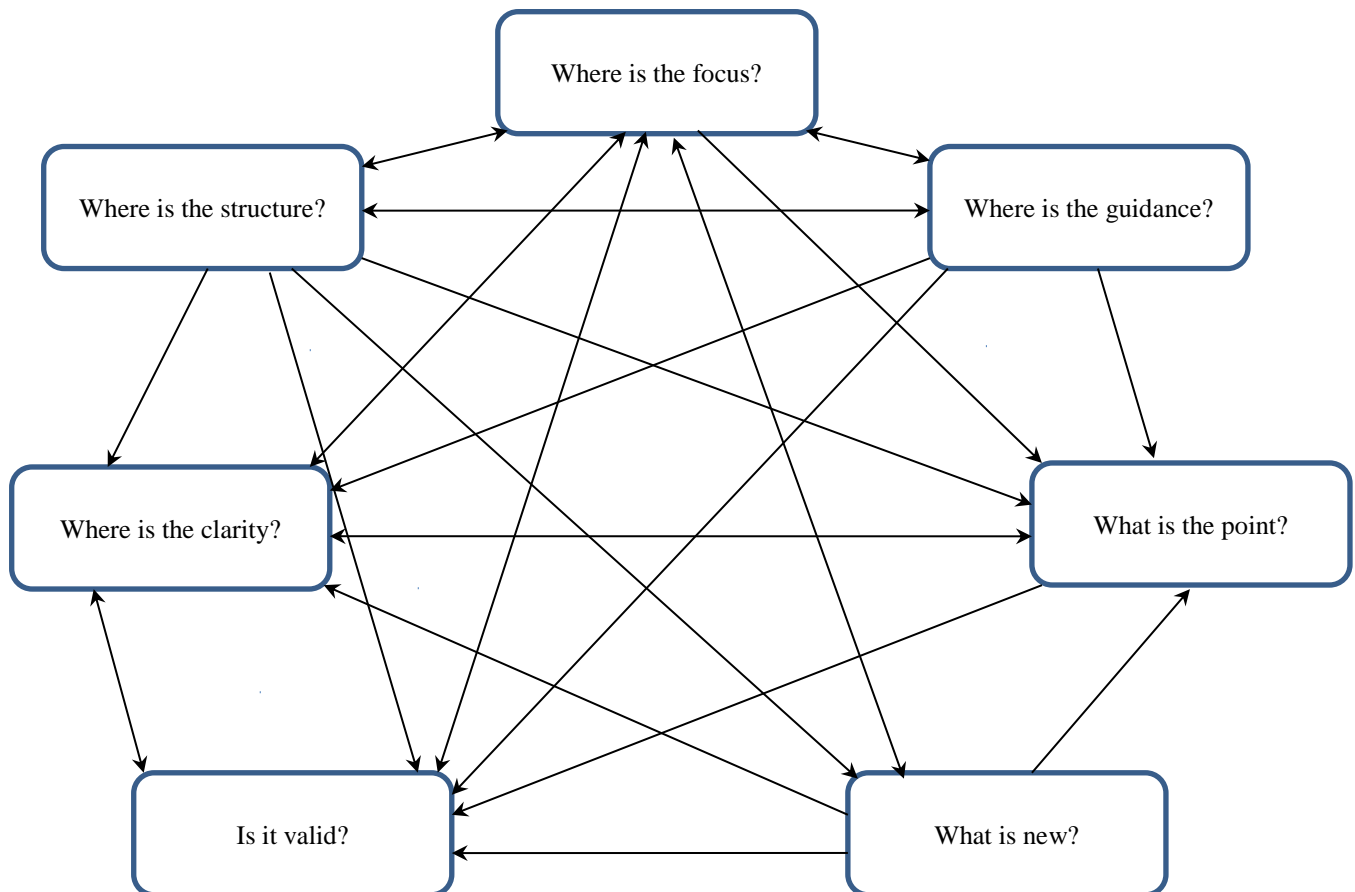 Where is the focus?
Where is the structure?
Where is the guidance?
Where is the clarity?
What is the point?
Is it valid?
What is new?